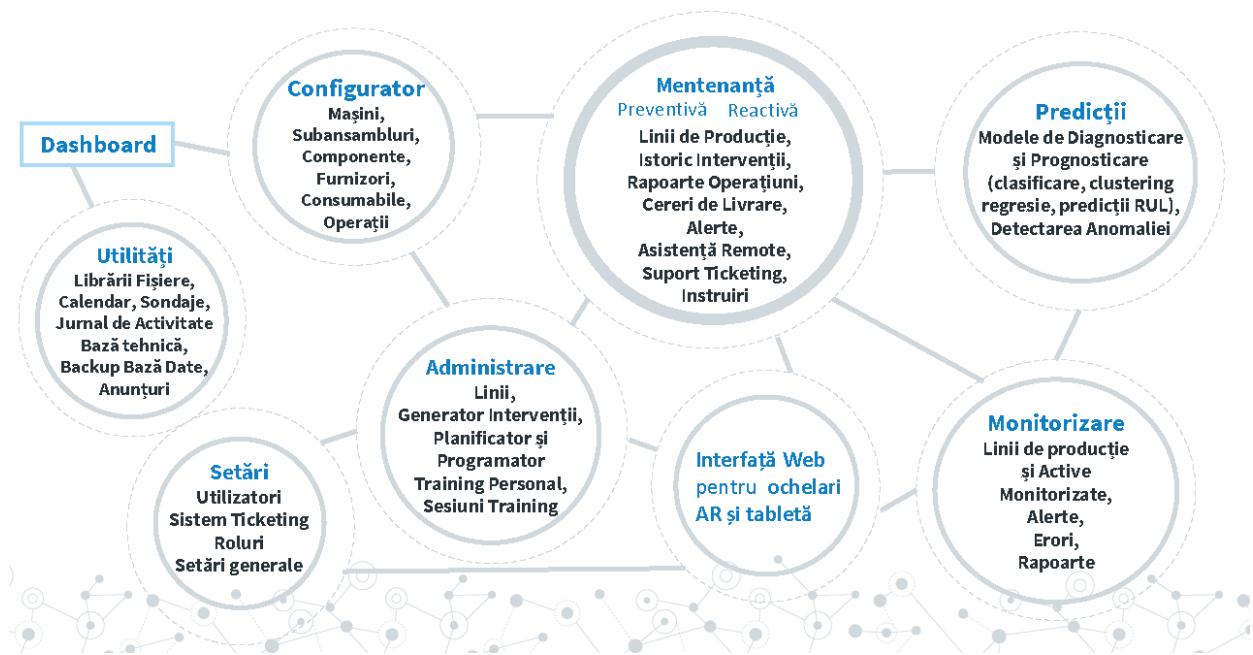 Dashboard
Configurator
Mașini,
Subansambluri,
Componente,
Furnizori,
Consumabile,
Operații
Mentenanță
Preventivă Reactivă
Linii de Producție,
Istoric Intervenții,
Rapoarte Operațiuni,
Cereri de Livrare,
Alerte,
Asistență Remote,
Suport Ticketing,
Instruiri
Predicții
Modele de Diagnosticare
și Prognosticare
(clasificare, clustering
regresie, predicții RUL),
Detectarea Anomaliei
Utilități
Librării Fișiere,
Calendar, Sondaje,
Jurnal de Activitate
Bază tehnică,
Backup Bază Date,
Anunțuri
Administrare
Linii,
Generator Intervenții,
Planificator și
Programator
Training Personal,
Sesiuni Training
Setări
Utilizatori
Sistem Ticketing
Roluri
Setări generale
Interfață Web
pentru ochelari
AR și tabletă
Monitorizare
Linii de producție
și Active
Monitorizate,
Alerte,
Erori,
Rapoarte